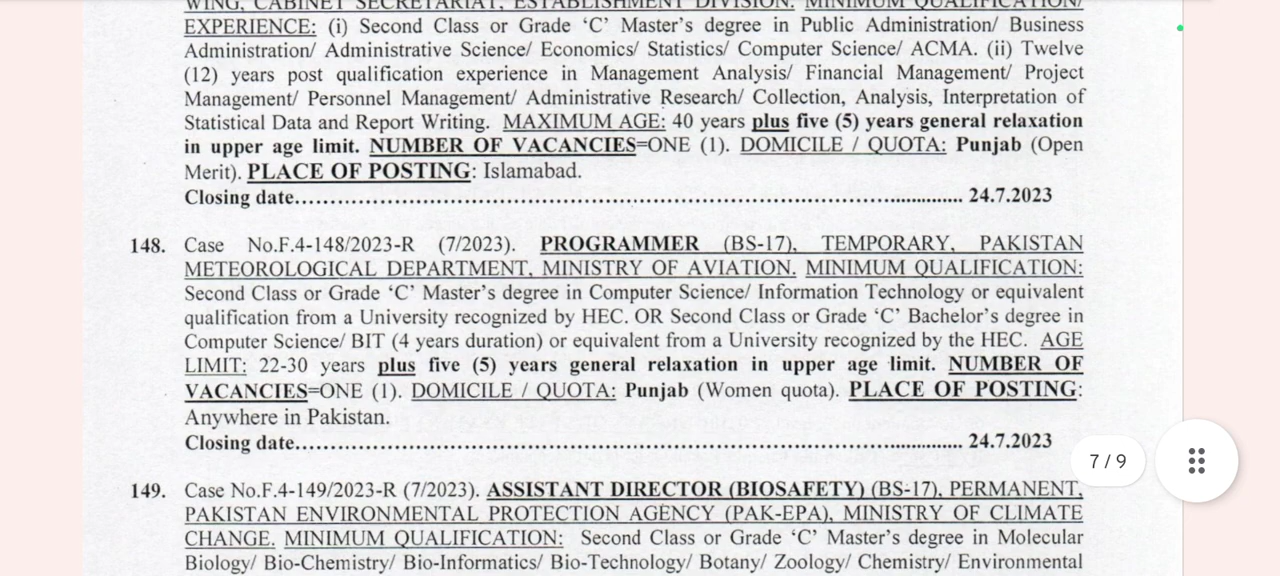 WING, CABINET SECRETARIAT, ESTABLISHMENT DIVISION. MINIMUM QUALIFICATION/
EXPERIENCE: (i) Second Class or Grade ‘C’ Master’s degree in Public Administration/ Business
Administration/ Administrative Science/ Economics/ Statistics/ Computer Science/ ACMA. (ii) Twelve
(12) years post qualification experience in Management Analysis/ Financial Management/ Project
Management/ Personnel Management/ Administrative Research/ Collection, Analysis, Interpretation of
Statistical Data and Report Writing. MAXIMUM AGE: 40 years plus five (5) years general relaxation
in upper age limit. NUMBER OF VACANCIES=ONE (1). DOMICILE / QUOTA: Punjab (Open
Merit). PLACE OF POSTING: Islamabad.
Closing date.................................................................................................. 24.7.2023
148. Case No.F.4-148/2023-R (7/2023). PROGRAMMER (BS-17), TEMPORARY, PAKISTAN
METEOROLOGICAL DEPARTMENT, MINISTRY OF AVIATION. MINIMUM QUALIFICATION:
Second Class or Grade ‘C’ Master’s degree in Computer Science/ Information Technology or equivalent
qualification from a University recognized by HEC. OR Second Class or Grade ‘C’ Bachelor’s degree in
Computer Science/ BIT (4 years duration) or equivalent from a University recognized by the HEC. AGE
LIMIT: 22-30 years plus five (5) years general relaxation in upper age limit. NUMBER OF
VACANCIES=ONE (1). DOMICILE / QUOTA: Punjab (Women quota). PLACE OF POSTING:
Anywhere in Pakistan.
Closing date.................................................................................................. 24.7.2023
7 / 9
149. Case No.F.4-149/2023-R (7/2023). ASSISTANT DIRECTOR (BIOSAFETY) (BS-17), PERMANENT,
PAKISTAN ENVIRONMENTAL PROTECTION AGENCY (PAK-EPA), MINISTRY OF CLIMATE
CHANGE. MINIMUM QUALIFICATION: Second Class or Grade ‘C’ Master’s degree in Molecular
Biology/ Bio-Chemistry/ Bio-Informatics/ Bio-Technology/ Botany/ Zoology/ Chemistry/ Environmental